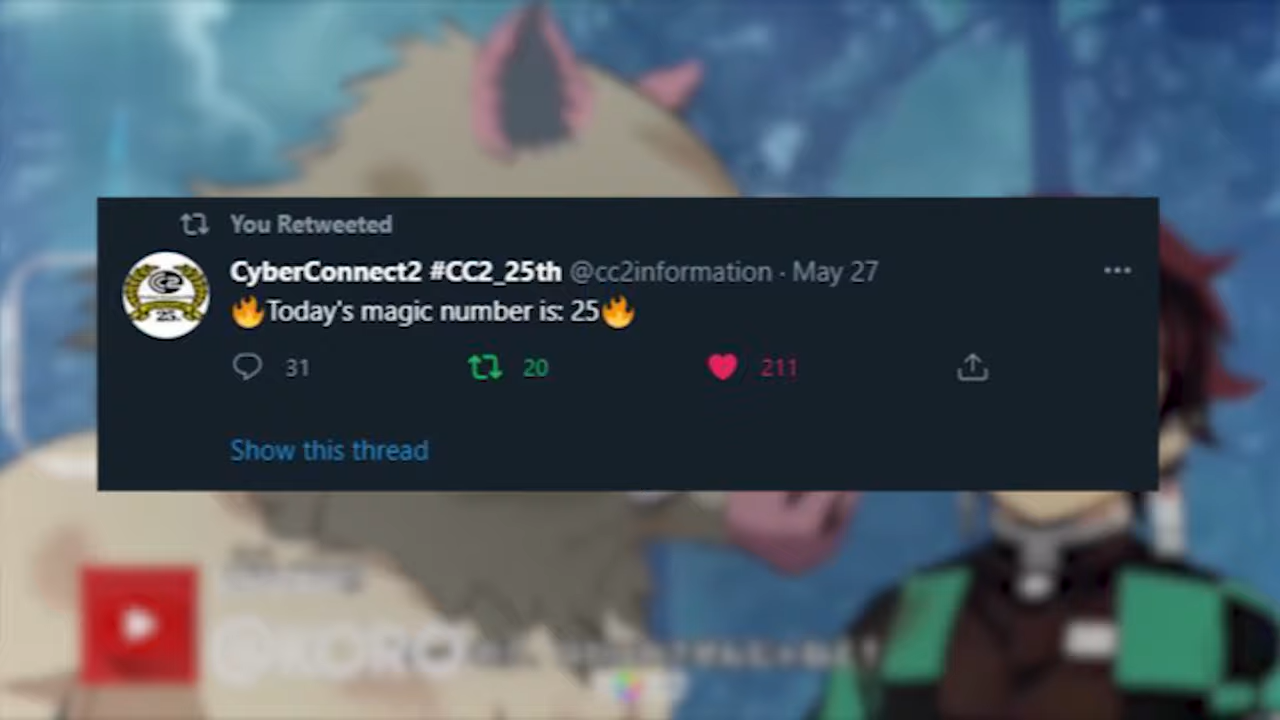 You Retweeted
CyberConnect2 #CC2_25th @cc2information · May 27
🔥Today's magic number is: 25🔥
31 20 211
Show this thread